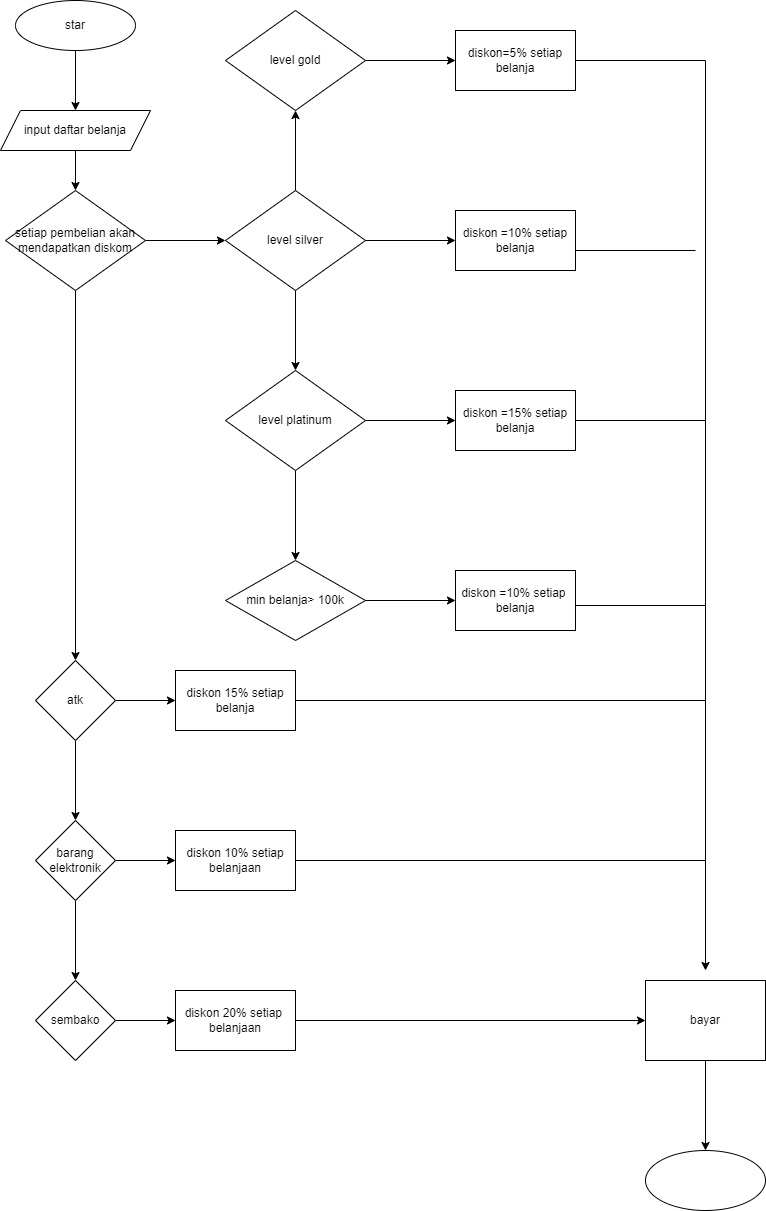 star
input daftar belanja
setiap pembelian akan
mendapatkan diskom
level gold
diskon=5% setiap
belanja
level silver
diskon =10% setiap
belanja
level platinum
diskon =15% setiap
belanja
min belanja> 100k
diskon =10% setiap
belanja
atk
diskon 15% setiap
belanja
barang
elektronik
diskon 10% setiap
belanjaan
sembako
diskon 20% setiap
belanjaan
bayar